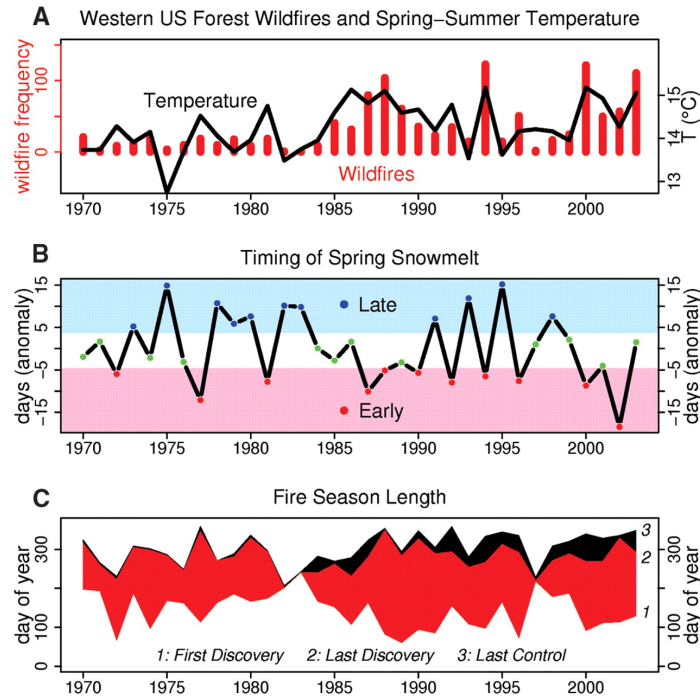 A
Western US Forest Wildfires and Spring−Summer Temperature
wildfire frequency
0 100
Temperature
Wildfires
13 14 15
T (°C)
1970 1975 1980 1985 1990 1995 2000
B
Timing of Spring Snowmelt
days (anomaly)
−15 −5 5 15
Late
Early
−15 −5 5 15
days (anomaly)
1970 1975 1980 1985 1990 1995 2000
C
Fire Season Length
day of year
0 100 300
3
2
1
1: First Discovery 2: Last Discovery 3: Last Control
0 100 300
day of year
1970 1975 1980 1985 1990 1995 2000